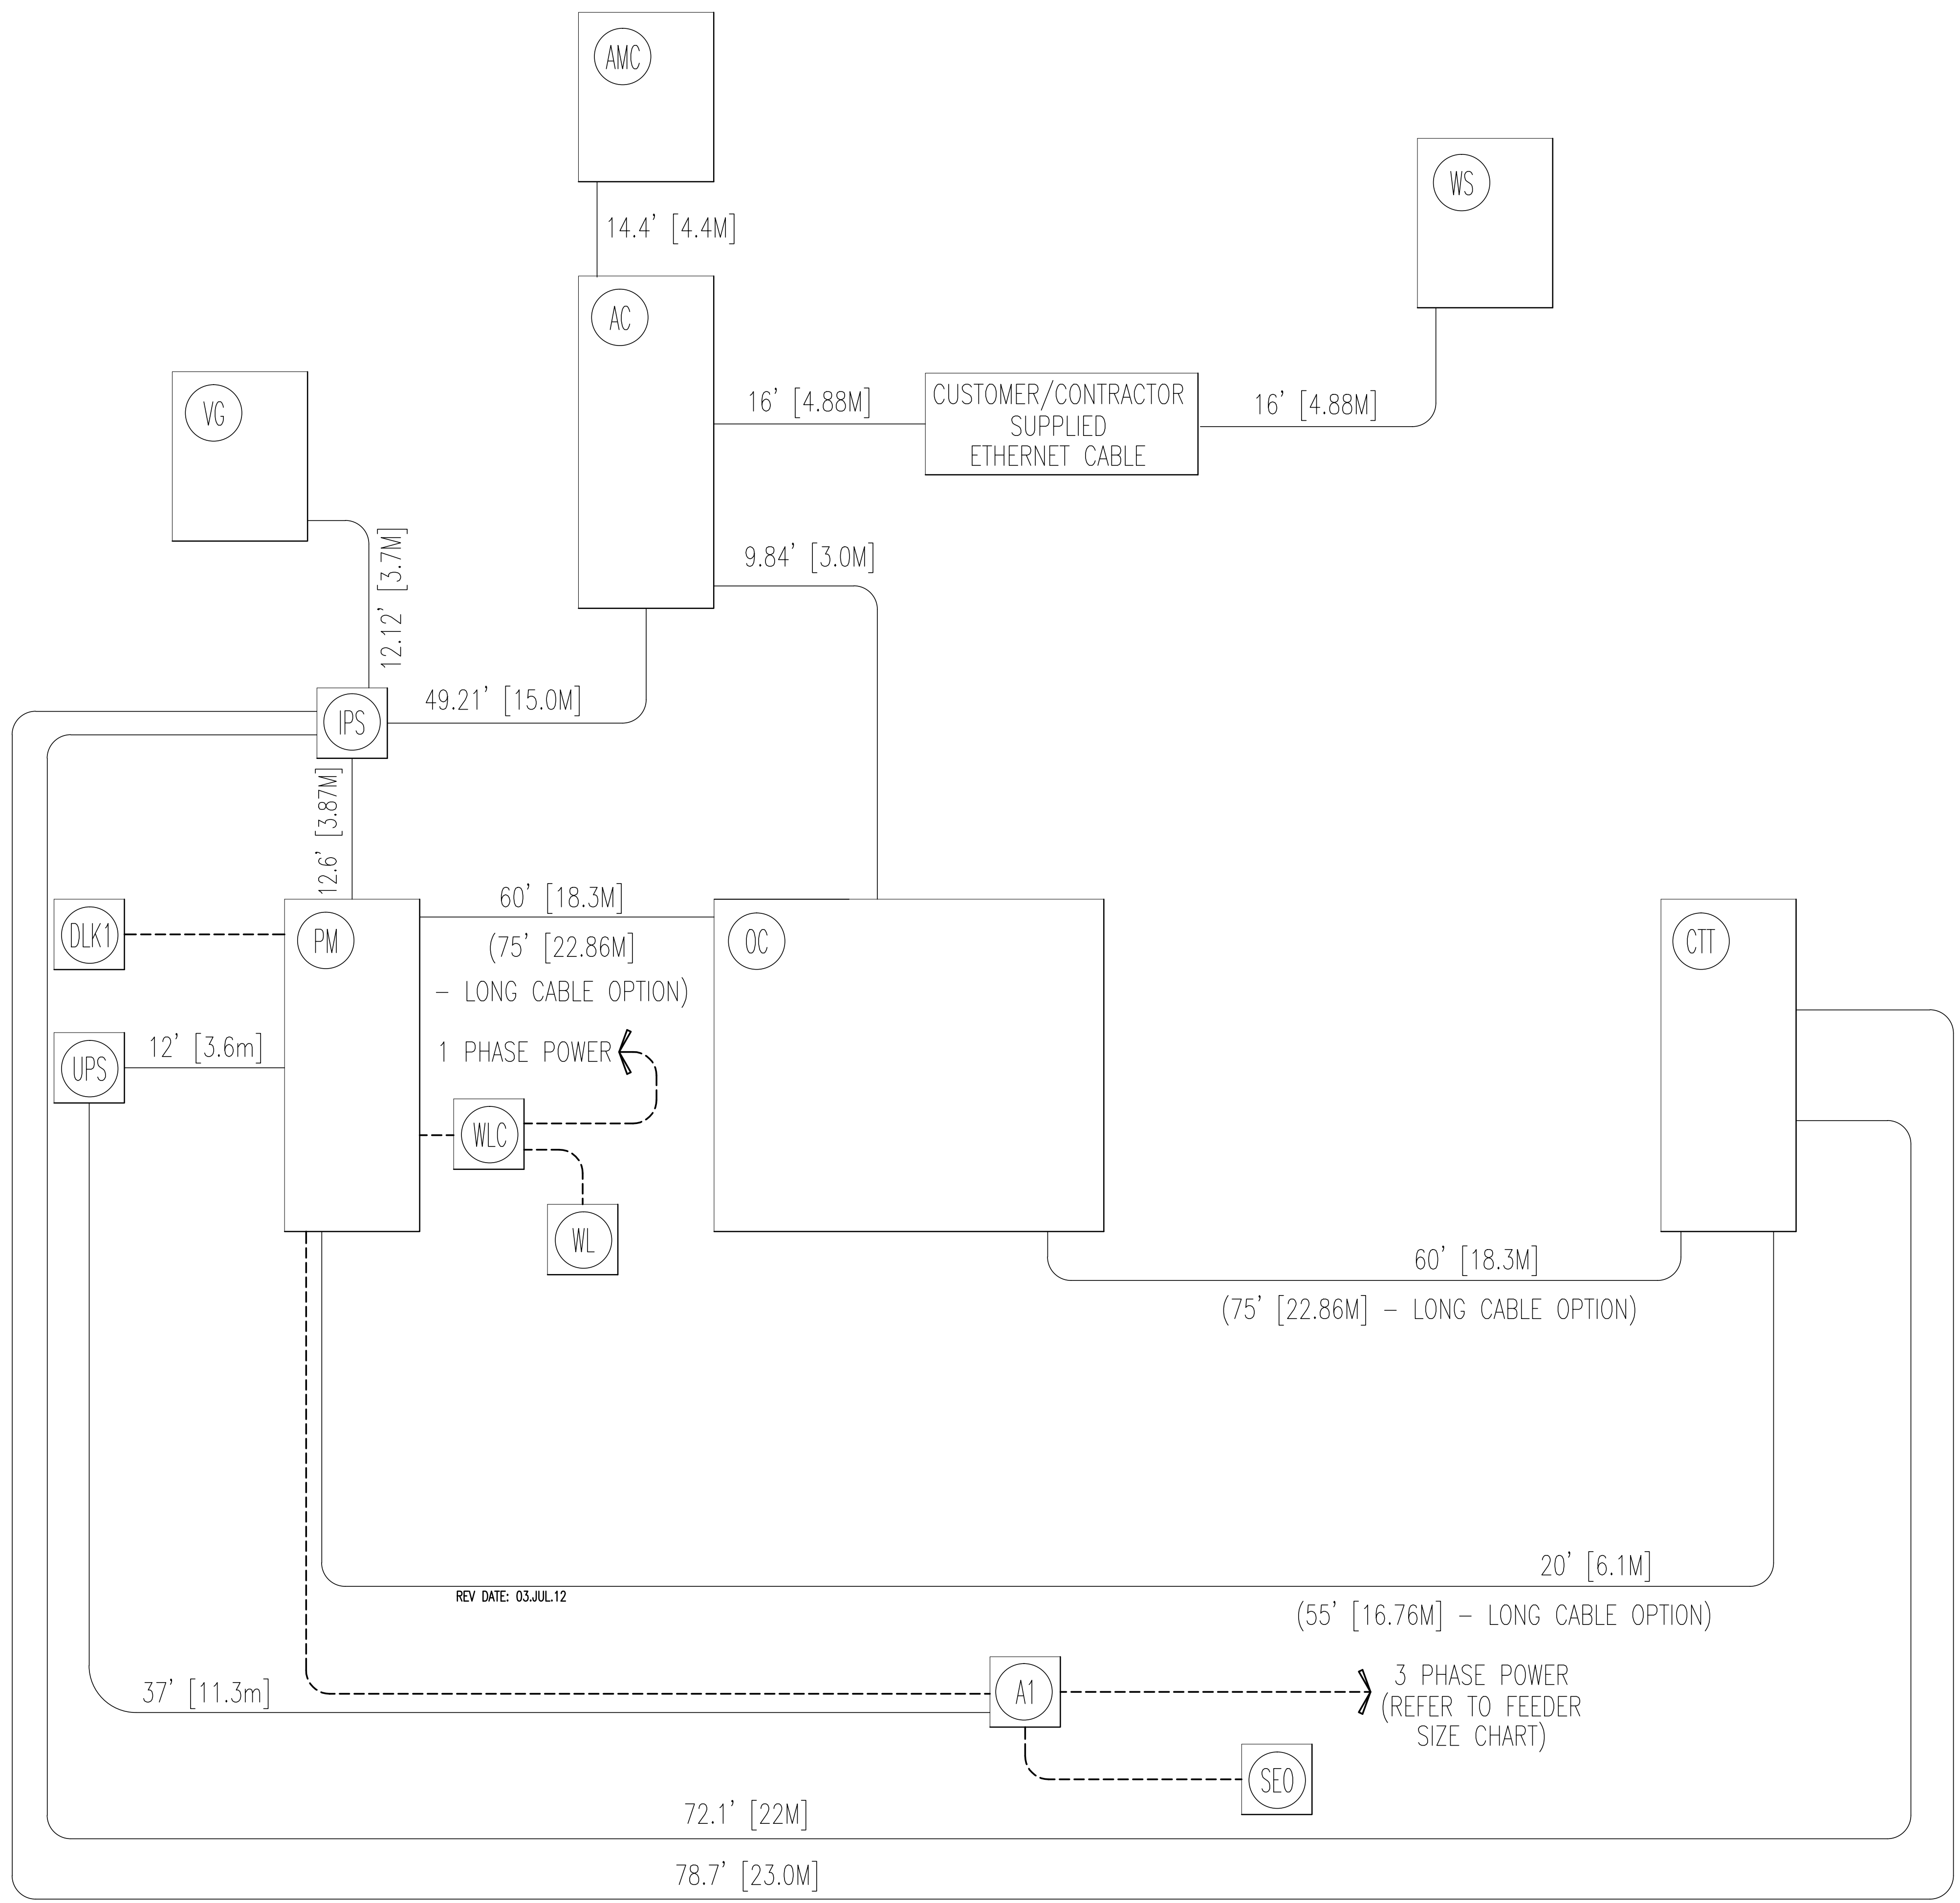 AMC
14.4' [4.4M]
WS
AC
VG
16' [4.88M]
CUSTOMER/CONTRACTOR
SUPPLIED
ETHERNET CABLE
16' [4.88M]
12.12' [3.7M]
9.84' [3.0M]
IPS
49.21' [15.0M]
12.6' [3.87M]
DLK1
PM
60' [18.3M]
(75' [22.86M]
- LONG CABLE OPTION)
OC
CTT
UPS
12' [3.6m]
1 PHASE POWER
WLC
WL
60' [18.3M]
(75' [22.86M] - LONG CABLE OPTION)
20' [6.1M]
REV DATE: 03.JUL.12
(55' [16.76M] - LONG CABLE OPTION)
37' [11.3m]
A1
3 PHASE POWER
(REFER TO FEEDER
SIZE CHART)
SEO
72.1' [22M]
78.7' [23.0M]